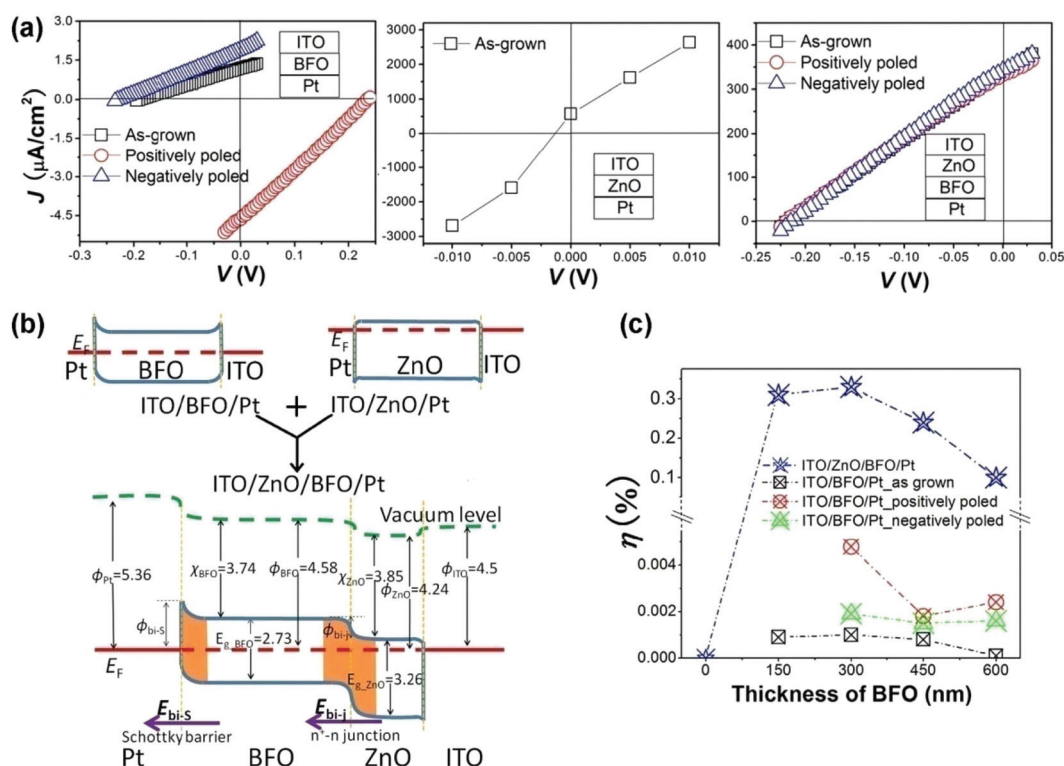 (a)
J (μA/cm²)
1.5
0.0
-1.5
-3.0
-4.5
-0.3 -0.2 -0.1 0.0 0.1 0.2
V (V)
ITO
BFO
Pt
As-grown
Positively poled
Negatively poled
2000
1000
0
-1000
-2000
-3000
-0.010 -0.005 0.000 0.005 0.010
V (V)
As-grown
ITO
ZnO
Pt
400
300
200
100
0
-0.25 -0.20 -0.15 -0.10 -0.05 0.00 0.05
V (V)
As-grown
Positively poled
Negatively poled
ITO
ZnO
BFO
Pt
(b)
E_F
Pt BFO ITO
ITO/BFO/Pt
+
E_F
Pt ZnO ITO
ITO/ZnO/Pt
ITO/ZnO/BFO/Pt
Vacuum level
ϕPt=5.36
χBFO=3.74
ϕBFO=4.58
χZnO=3.85
ϕZnO=4.24
ϕITO=4.5
ϕbi-S
Eg_BFO=2.73
ϕbi-j
E_F
Eg_ZnO=3.26
Ebi-S
Ebi-j
Schottky barrier
n⁺-n junction
Pt BFO ZnO ITO
(c)
η (%)
0.3
0.2
0.1
0.004
0.002
0.000
0 150 300 450 600
Thickness of BFO (nm)
ITO/ZnO/BFO/Pt
ITO/BFO/Pt_as grown
ITO/BFO/Pt_positively poled
ITO/BFO/Pt_negatively poled